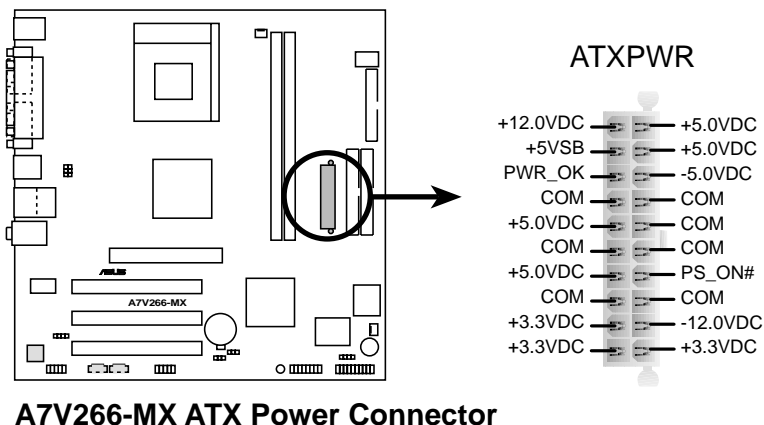 ATXPWR
+12.0VDC +5.0VDC
+5VSB +5.0VDC
PWR_OK -5.0VDC
COM COM
+5.0VDC COM
COM COM
+5.0VDC PS_ON#
COM COM
+3.3VDC -12.0VDC
+3.3VDC +3.3VDC
ASUS
A7V266-MX
A7V266-MX ATX Power Connector